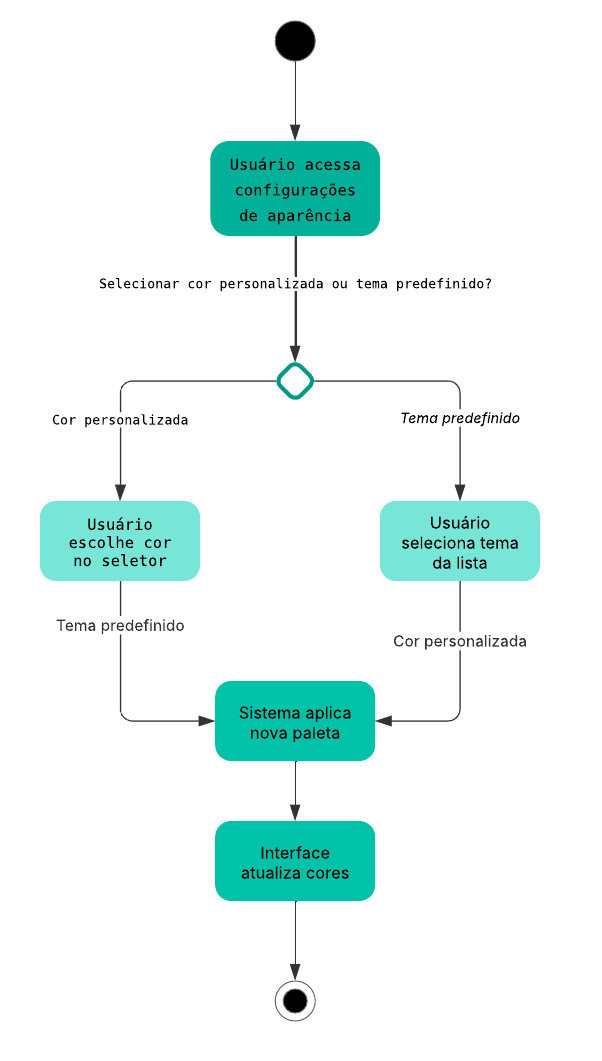 Usuário acessa
configurações
de aparência
Selecionar cor personalizada ou tema predefinido?
Cor personalizada
Tema predefinido
Usuário
escolhe cor
no seletor
Usuário
seleciona tema
da lista
Tema predefinido
Cor personalizada
Sistema aplica
nova paleta
Interface
atualiza cores